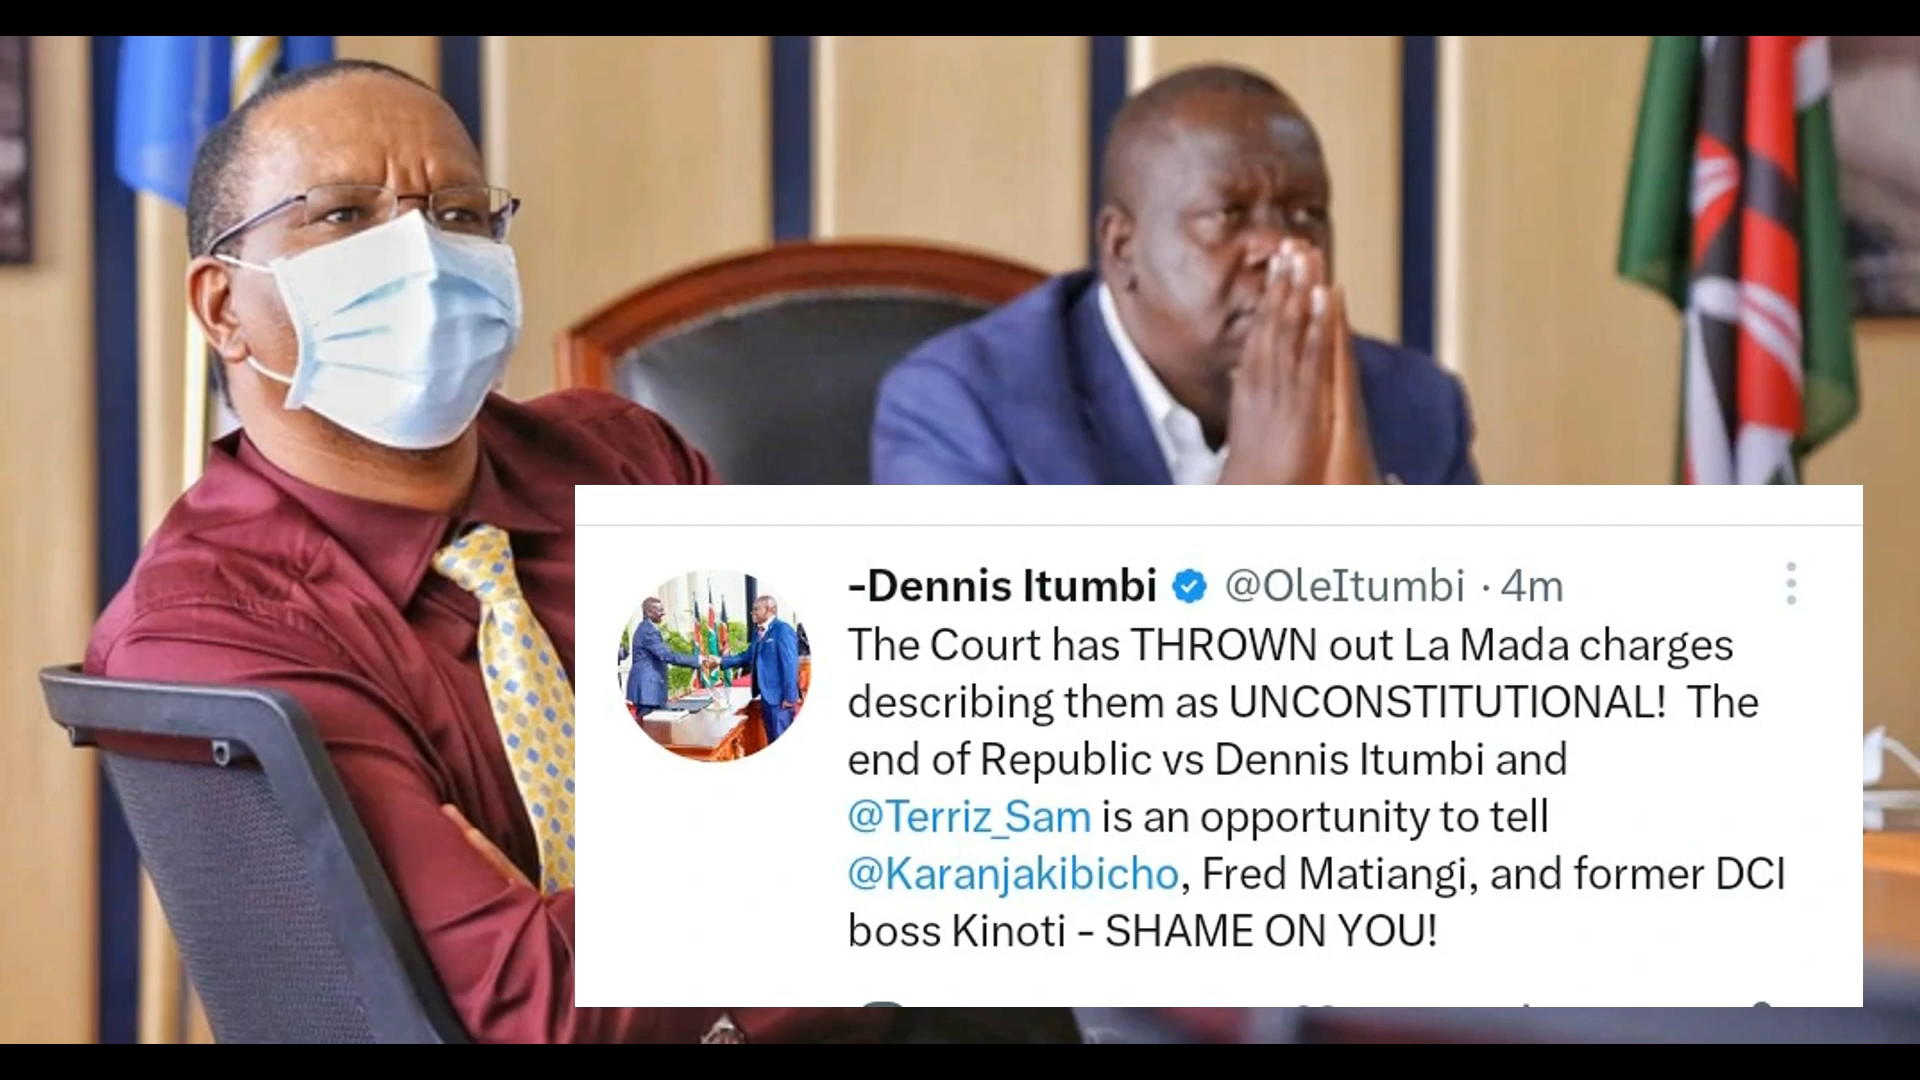 -Dennis Itumbi @OleItumbi · 4m
The Court has THROWN out La Mada charges
describing them as UNCONSTITUTIONAL! The
end of Republic vs Dennis Itumbi and
@Terriz_Sam is an opportunity to tell
@Karanjakibicho, Fred Matiangi, and former DCI
boss Kinoti - SHAME ON YOU!